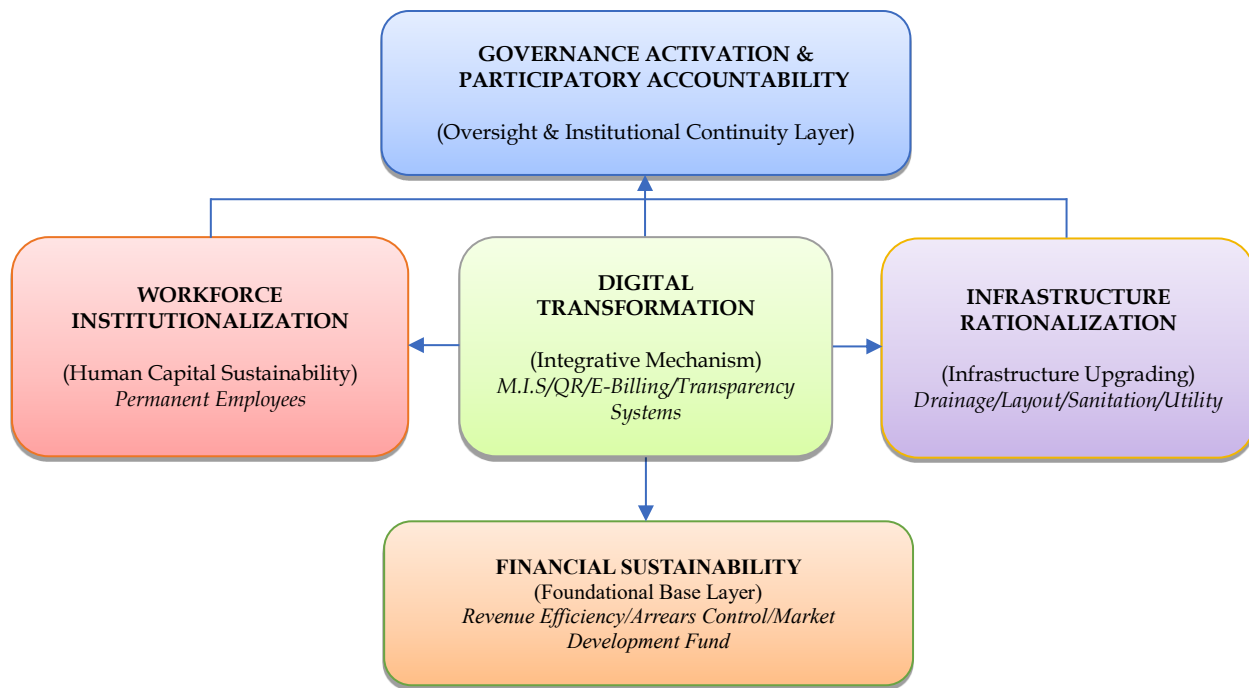 GOVERNANCE ACTIVATION &
PARTICIPATORY ACCOUNTABILITY
(Oversight & Institutional Continuity Layer)
WORKFORCE
INSTITUTIONALIZATION
(Human Capital Sustainability)
Permanent Employees
DIGITAL
TRANSFORMATION
(Integrative Mechanism)
M.I.S/QR/E-Billing/Transparency
Systems
INFRASTRUCTURE
RATIONALIZATION
(Infrastructure Upgrading)
Drainage/Layout/Sanitation/Utility
FINANCIAL SUSTAINABILITY
(Foundational Base Layer)
Revenue Efficiency/Arrears Control/Market
Development Fund